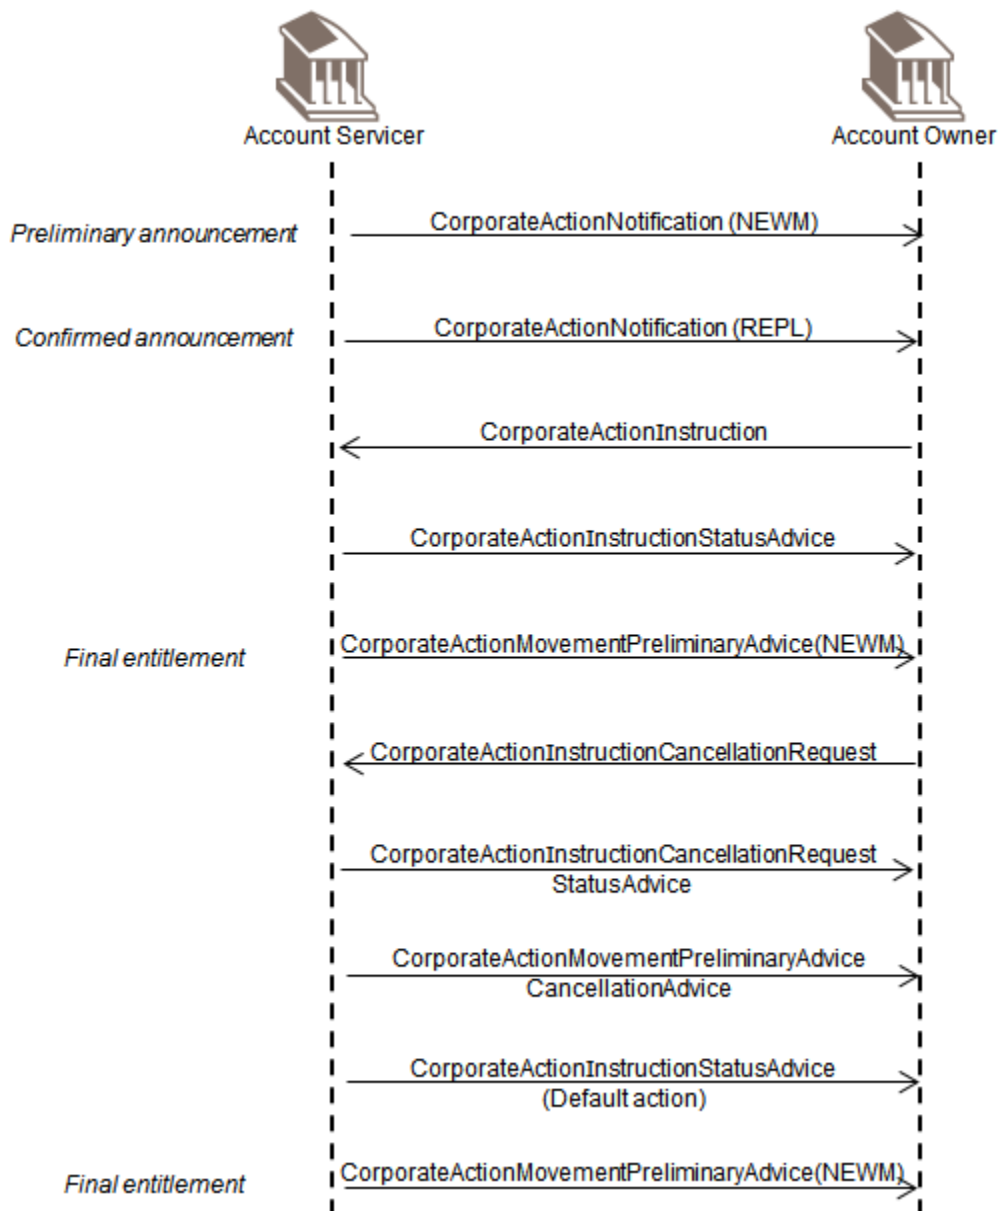 Account Servicer
Account Owner
Preliminary announcement
CorporateActionNotification (NEWM)
Confirmed announcement
CorporateActionNotification (REPL)
CorporateActionInstruction
CorporateActionInstructionStatusAdvice
Final entitlement
CorporateActionMovementPreliminaryAdvice(NEWM)
CorporateActionInstructionCancellationRequest
CorporateActionInstructionCancellationRequest
StatusAdvice
CorporateActionMovementPreliminaryAdvice
CancellationAdvice
CorporateActionInstructionStatusAdvice
(Default action)
Final entitlement
CorporateActionMovementPreliminaryAdvice(NEWM)